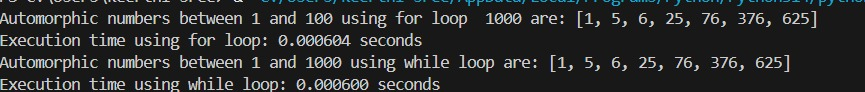 Automorphic numbers between 1 and 100 using for loop  1000 are: [1, 5, 6, 25, 76, 376, 625]
Execution time using for loop: 0.000604 seconds
Automorphic numbers between 1 and 1000 using while loop are: [1, 5, 6, 25, 76, 376, 625]
Execution time using while loop: 0.000600 seconds